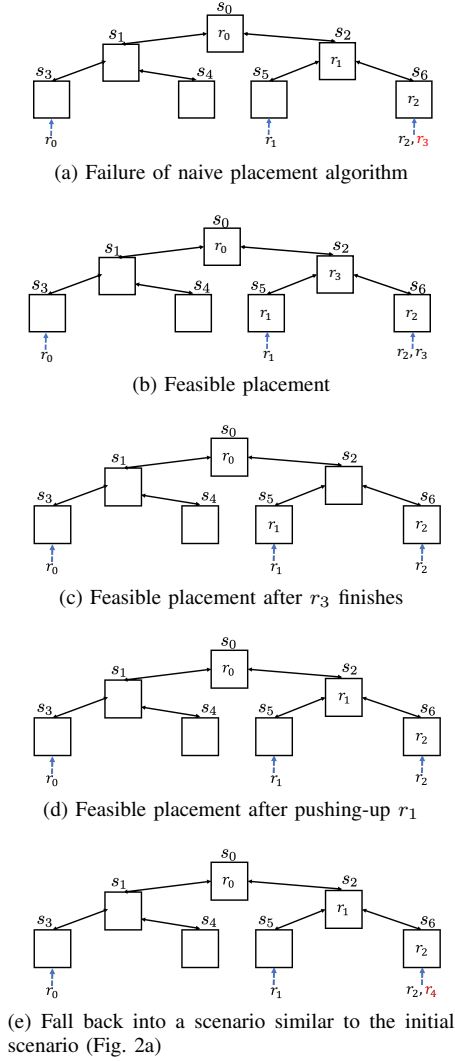 s0
s1 r0 s2
s3 s4 s5 r1 s6
r2
r0 r1 r2, r3
(a) Failure of naive placement algorithm
s0
s1 r0 s2
s3 s4 s5 r3 s6
r1 r2
r0 r1 r2, r3
(b) Feasible placement
s0
s1 r0 s2
s3 s4 s5 s6
r1 r2
r0 r1 r2
(c) Feasible placement after r3 finishes
s0
s1 r0 s2
s3 s4 s5 r1 s6
r2
r0 r1 r2
(d) Feasible placement after pushing-up r1
s0
s1 r0 s2
s3 s4 s5 r1 s6
r2
r0 r1 r2, r4
(e) Fall back into a scenario similar to the initial
scenario (Fig. 2a)